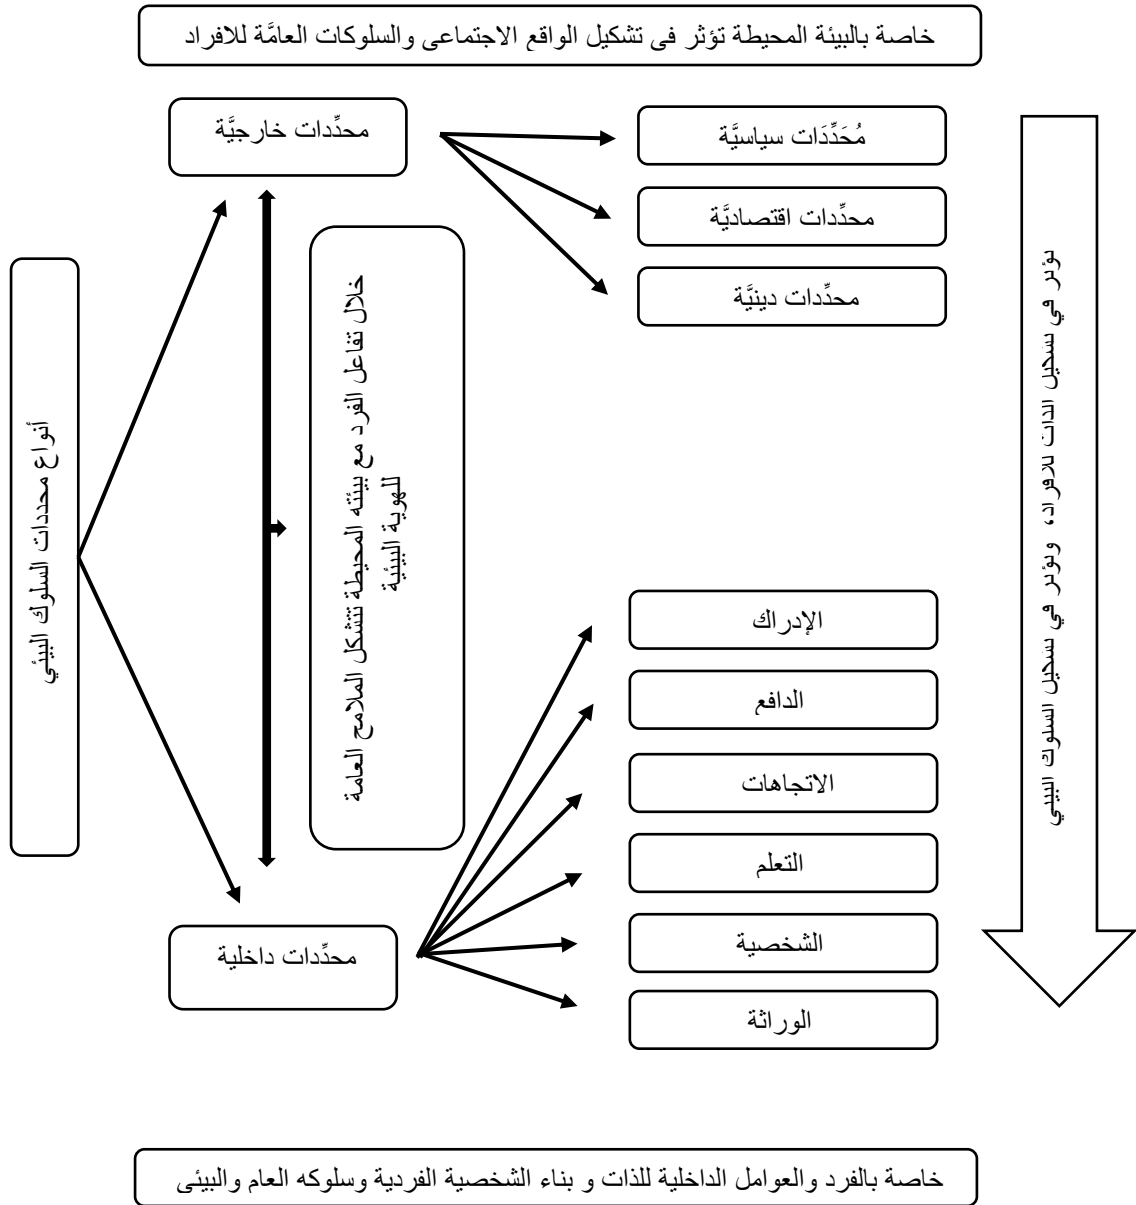 خاصة بالبيئة المحيطة تؤثر فى تشكيل الواقع الاجتماعى والسلوكات العامَّة للافراد
محدِّدات خارجيَّة
مُحَدِّدَات سياسيَّة
محدِّدات اقتصاديَّة
محدِّدات دينيَّة
أنواع محددات السلوك البيئي
خلال تفاعل الفرد مع بيئته المحيطة تتشكل الملامح العامة
للهوية البيئية
تؤثر في تشكيل الذات للافراد، وتؤثر في تشكيل السلوك البيئي
الإدراك
الدافع
الاتجاهات
التعلم
الشخصية
الوراثة
محدِّدات داخلية
خاصة بالفرد والعوامل الداخلية للذات و بناء الشخصية الفردية وسلوكه العام والبيئى